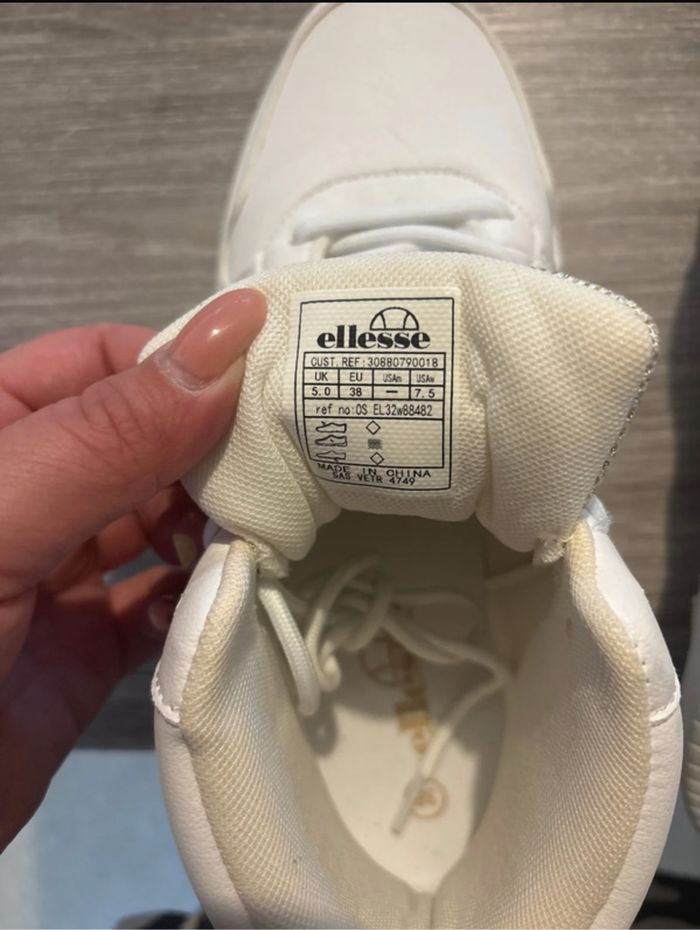 ellesse
CUST. REF:30880790018
UK EU USAm USAw
5.0 38 — 7.5
ref no:OS EL32w88482
MADE IN CHINA
SAS VETR 4749